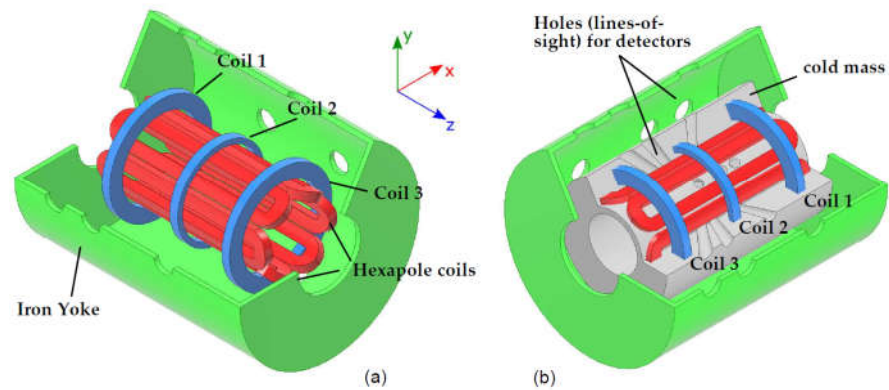 Coil 1
Coil 2
Coil 3
Hexapole coils
Iron Yoke
y
x
z
(a)
Holes (lines-of-
sight) for detectors
cold mass
Coil 1
Coil 2
Coil 3
(b)